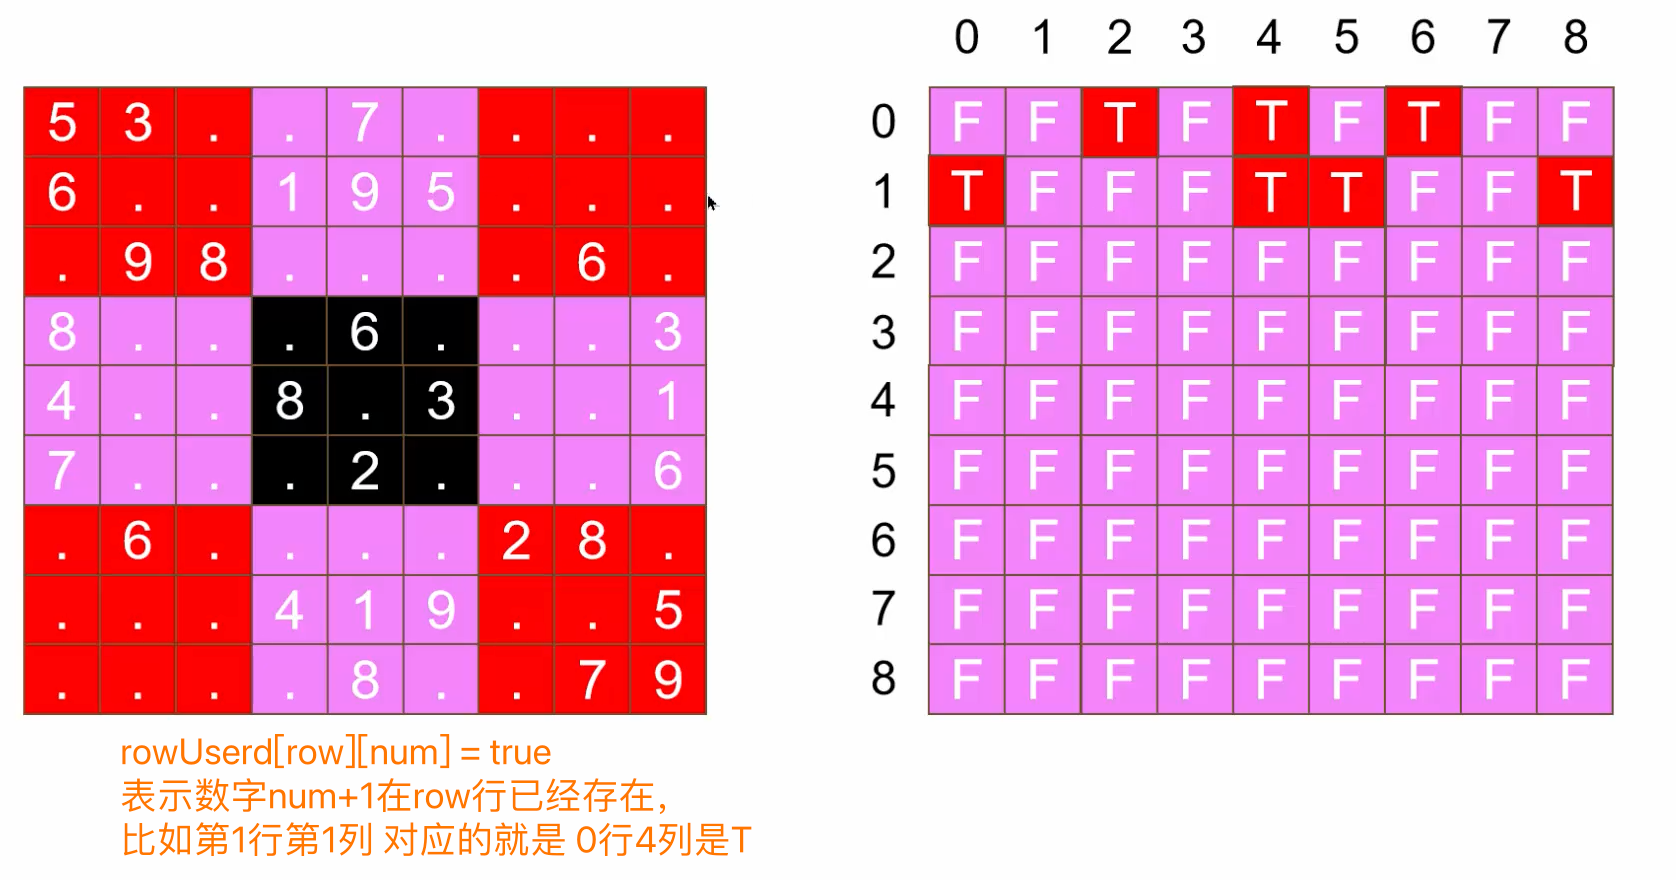 0 1 2 3 4 5 6 7 8
5 3 . . 7 . . . .
0 F F T F T F T F F
6 . . 1 9 5 . . .
1 T F F F T T F F T
. 9 8 . . . . 6 .
2 F F F F F F F F F
8 . . . 6 . . . 3
3 F F F F F F F F F
4 . . 8 . 3 . . 1
4 F F F F F F F F F
7 . . . 2 . . . 6
5 F F F F F F F F F
. 6 . . . . 2 8 .
6 F F F F F F F F F
. . . 4 1 9 . . 5
7 F F F F F F F F F
. . . . 8 . . 7 9
8 F F F F F F F F F
rowUserd[row][num] = true
表示数字num+1在row行已经存在，
比如第1行第1列 对应的就是 0行4列是T